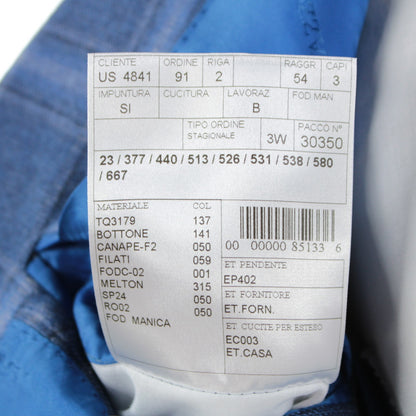 CLIENTE ORDINE RIGA RAGGR CAPI
US 4841 91 2 54 3
IMPUNTURA CUCITURA LAVORAZ FOD MAN
SI B
TIPO ORDINE PACCO N°
STAGIONALE 3W 30350
23 / 377 / 440 / 513 / 526 / 531 / 538 / 580
/ 667
MATERIALE COL
TQ3179 137
BOTTONE 141
CANAPE-F2 050
FILATI 059
FODC-02 001
MELTON 315
SP24 050
RO02 050
FOD MANICA
00 000000 85133 6
ET PENDENTE
EP402
ET FORNITORE
ET.FORN.
ET CUCITE PER ESTESO
EC003
ET.CASA